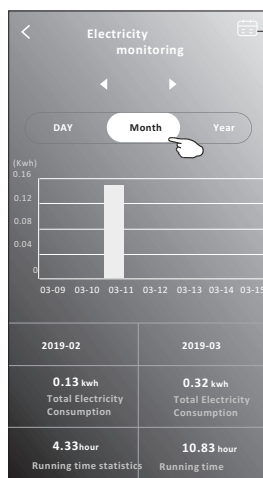 Electricity
monitoring
DAY Month Year
(Kwh)
0.16
0.12
0.08
0.04
0
03-09 03-10 03-11 03-12 03-13 03-14 03-15
2019-02 2019-03
0.13 kwh 0.32 kwh
Total Electricity Total Electricity
Consumption Consumption
4.33hour 10.83 hour
Running time statistics Running time